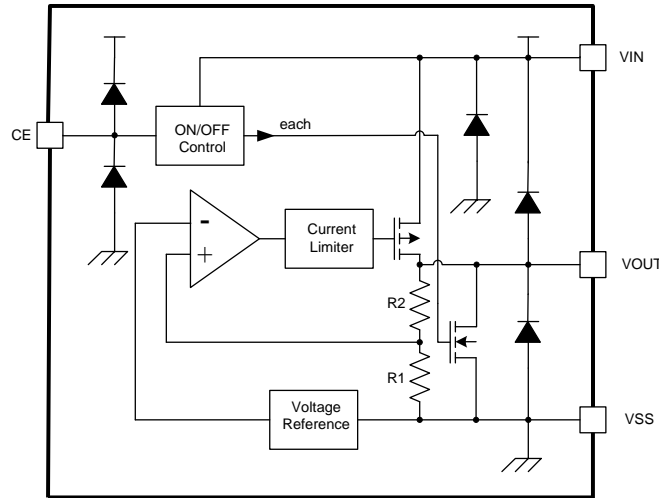 VIN
CE
ON/OFF
Control
each
-
+
Current
Limiter
VOUT
R2
R1
Voltage
Reference
VSS